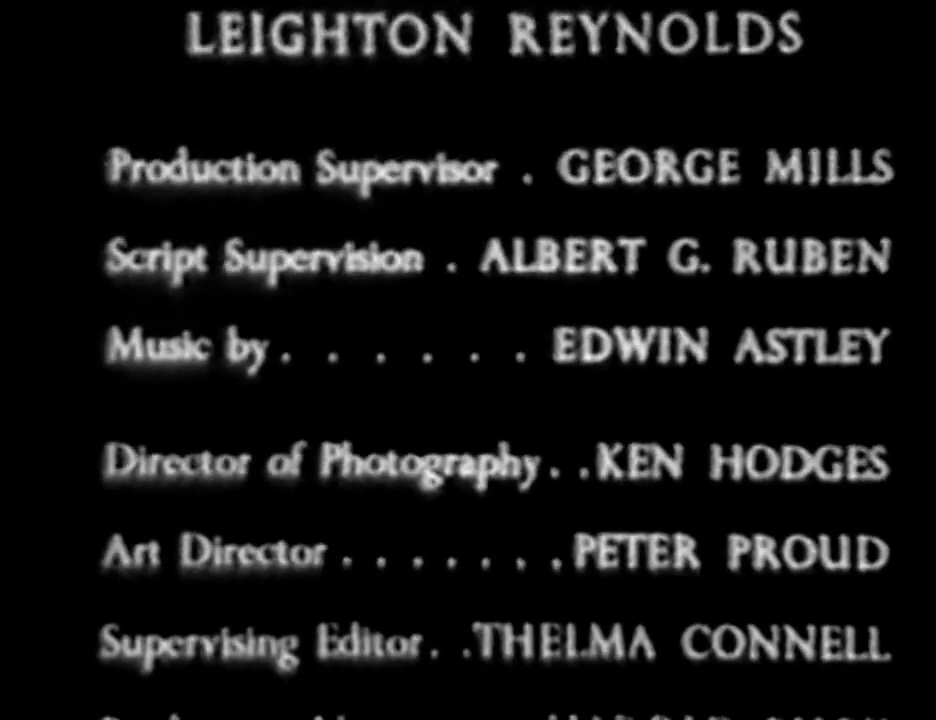 LEIGHTON REYNOLDS
Production Supervisor . GEORGE MILLS
Script Supervision . ALBERT G. RUBEN
Music by . . . . . . EDWIN ASTLEY
Director of Photography . . KEN HODGES
Art Director . . . . . . . PETER PROUD
Supervising Editor . . THELMA CONNELL